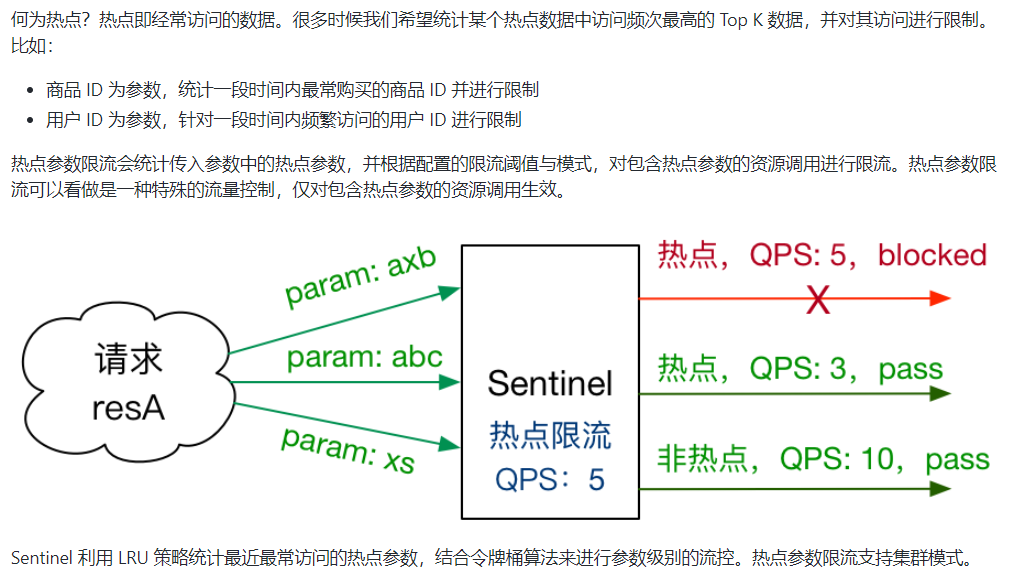 何为热点？热点即经常访问的数据。很多时候我们希望统计某个热点数据中访问频次最高的 Top K 数据，并对其访问进行限制。
比如：
• 商品 ID 为参数，统计一段时间内最常购买的商品 ID 并进行限制
• 用户 ID 为参数，针对一段时间内频繁访问的用户 ID 进行限制
热点参数限流会统计传入参数中的热点参数，并根据配置的限流阈值与模式，对包含热点参数的资源调用进行限流。热点参数限
流可以看做是一种特殊的流量控制，仅对包含热点参数的资源调用生效。
请求
resA
param: axb
param: abc
param: xs
Sentinel
热点限流
QPS：5
热点，QPS: 5，blocked
X
热点，QPS: 3，pass
非热点，QPS: 10，pass
Sentinel 利用 LRU 策略统计最近最常访问的热点参数，结合令牌桶算法来进行参数级别的流控。热点参数限流支持集群模式。